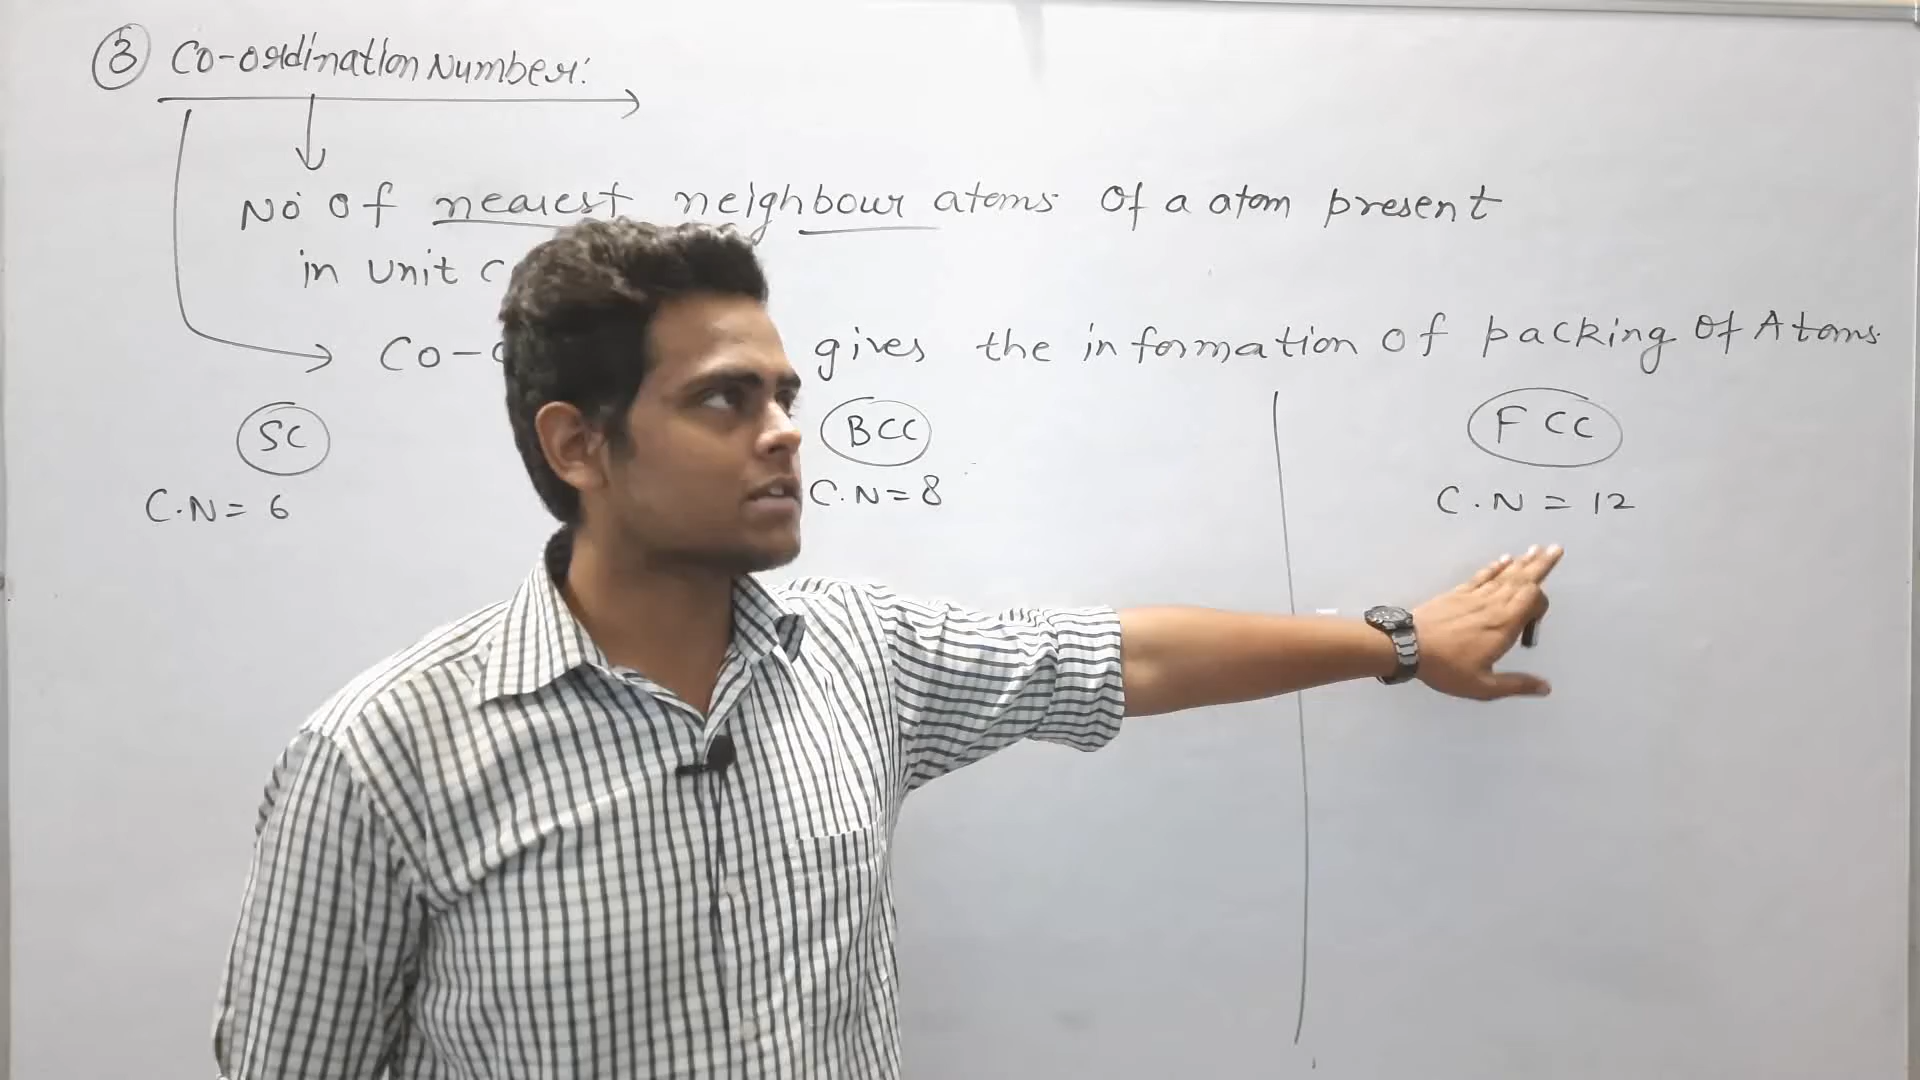 3 Co-ordination Number:
No of nearest neighbour atoms of a atom present
in unit
Co- gives the information of packing of Atoms
SC BCC FCC
C.N = 6 C.N = 8 C.N = 12